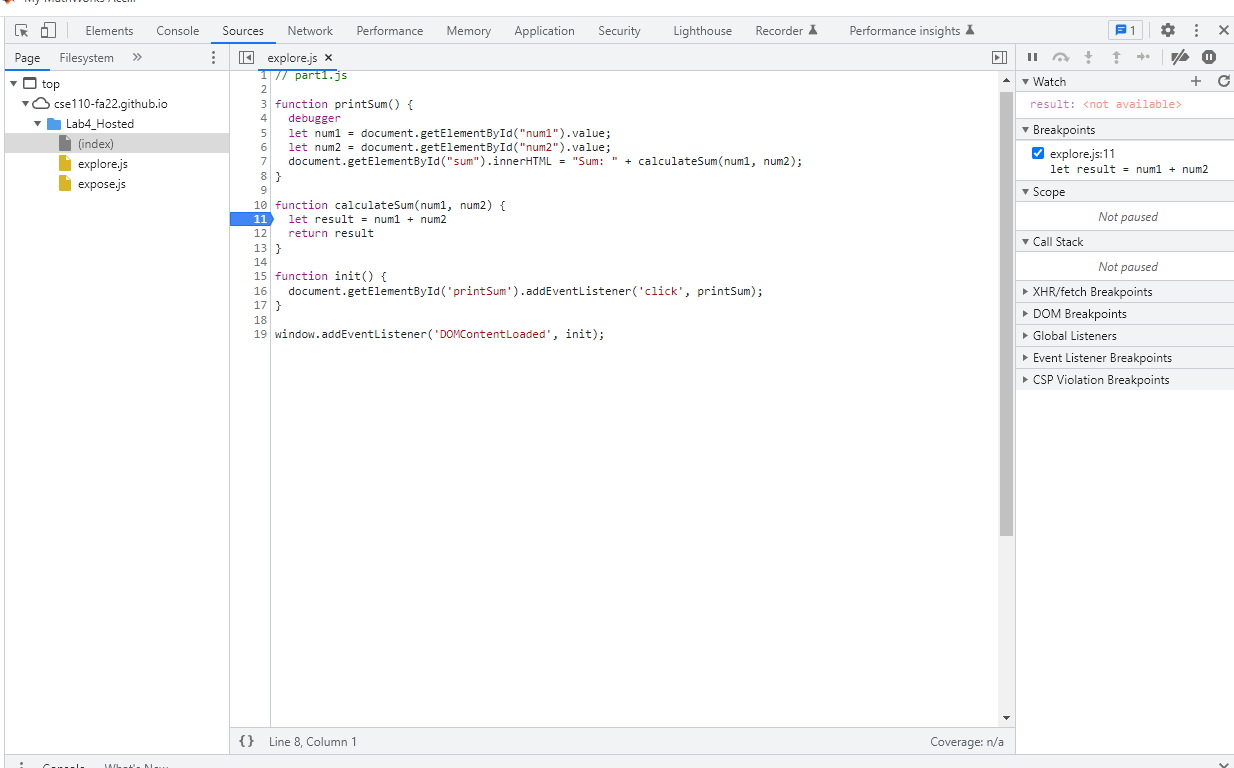 My MathWorks Acc...
Elements Console Sources Network Performance Memory Application Security Lighthouse Recorder Performance insights 1
Page Filesystem » explore.js ×
top
cse110-fa22.github.io
Lab4_Hosted
(index)
explore.js
expose.js
1 // part1.js
2
3 function printSum() {
4 debugger
5 let num1 = document.getElementById("num1").value;
6 let num2 = document.getElementById("num2").value;
7 document.getElementById("sum").innerHTML = "Sum: " + calculateSum(num1, num2);
8 }
9
10 function calculateSum(num1, num2) {
11 let result = num1 + num2
12 return result
13 }
14
15 function init() {
16 document.getElementById('printSum').addEventListener('click', printSum);
17 }
18
19 window.addEventListener('DOMContentLoaded', init);
Watch
result: <not available>
Breakpoints
explore.js:11
let result = num1 + num2
Scope
Not paused
Call Stack
Not paused
XHR/fetch Breakpoints
DOM Breakpoints
Global Listeners
Event Listener Breakpoints
CSP Violation Breakpoints
{} Line 8, Column 1 Coverage: n/a
Console What's New